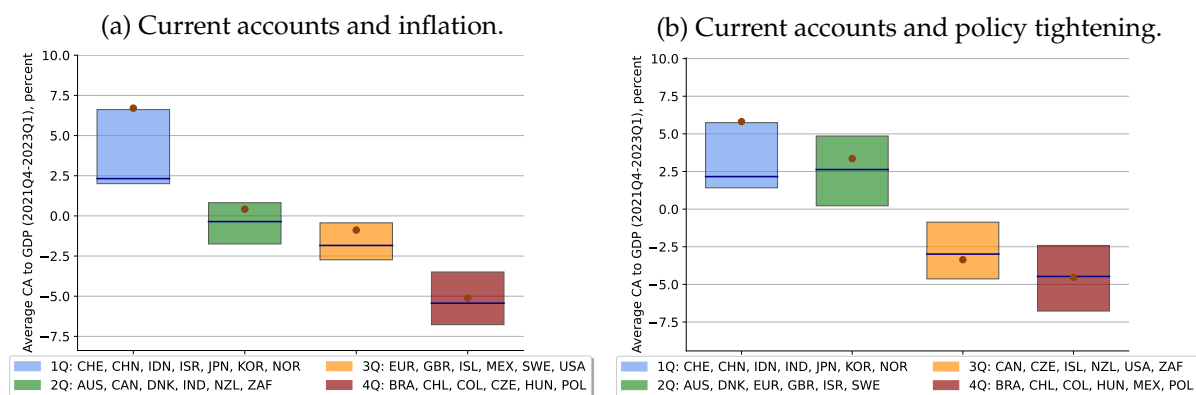 (a) Current accounts and inflation.
Average CA to GDP (2021Q4-2023Q1), percent
10.0
7.5
5.0
2.5
0.0
−2.5
−5.0
−7.5
1Q: CHE, CHN, IDN, ISR, JPN, KOR, NOR
2Q: AUS, CAN, DNK, IND, NZL, ZAF
3Q: EUR, GBR, ISL, MEX, SWE, USA
4Q: BRA, CHL, COL, CZE, HUN, POL
(b) Current accounts and policy tightening.
Average CA to GDP (2021Q4-2023Q1), percent
10.0
7.5
5.0
2.5
0.0
−2.5
−5.0
−7.5
1Q: CHE, CHN, IDN, IND, JPN, KOR, NOR
2Q: AUS, DNK, EUR, GBR, ISR, SWE
3Q: CAN, CZE, ISL, NZL, USA, ZAF
4Q: BRA, CHL, COL, HUN, MEX, POL